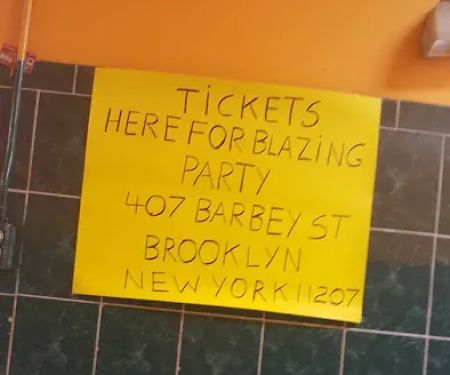 TiCKETS
HERE FOR BLAZiNG
PARTY
407 BARBEY ST
BROOKLYN
NEW YORK 11207